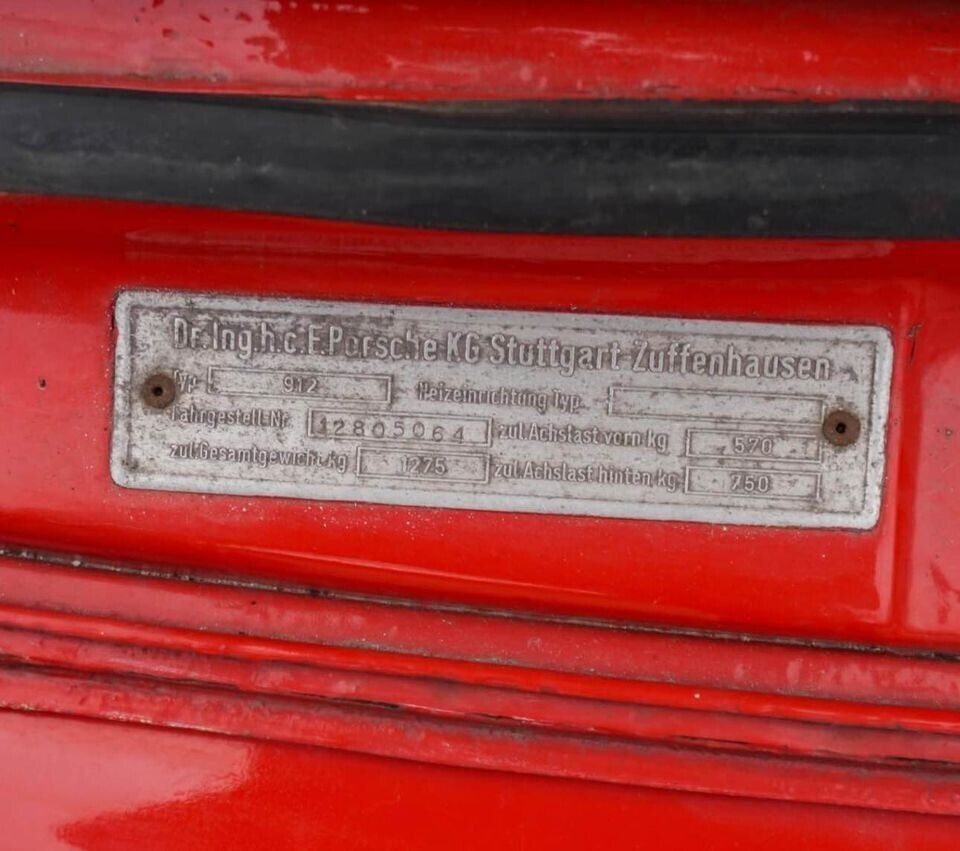 Dr.Ing.h.c.F.Porsche KG Stuttgart-Zuffenhausen
Typ 912 Heizeinrichtung Typ
Fahrgestell.Nr. 12805064 zul.Achslast vorn kg 570
zul.Gesamtgewicht kg 1275 zul.Achslast hinten kg 750